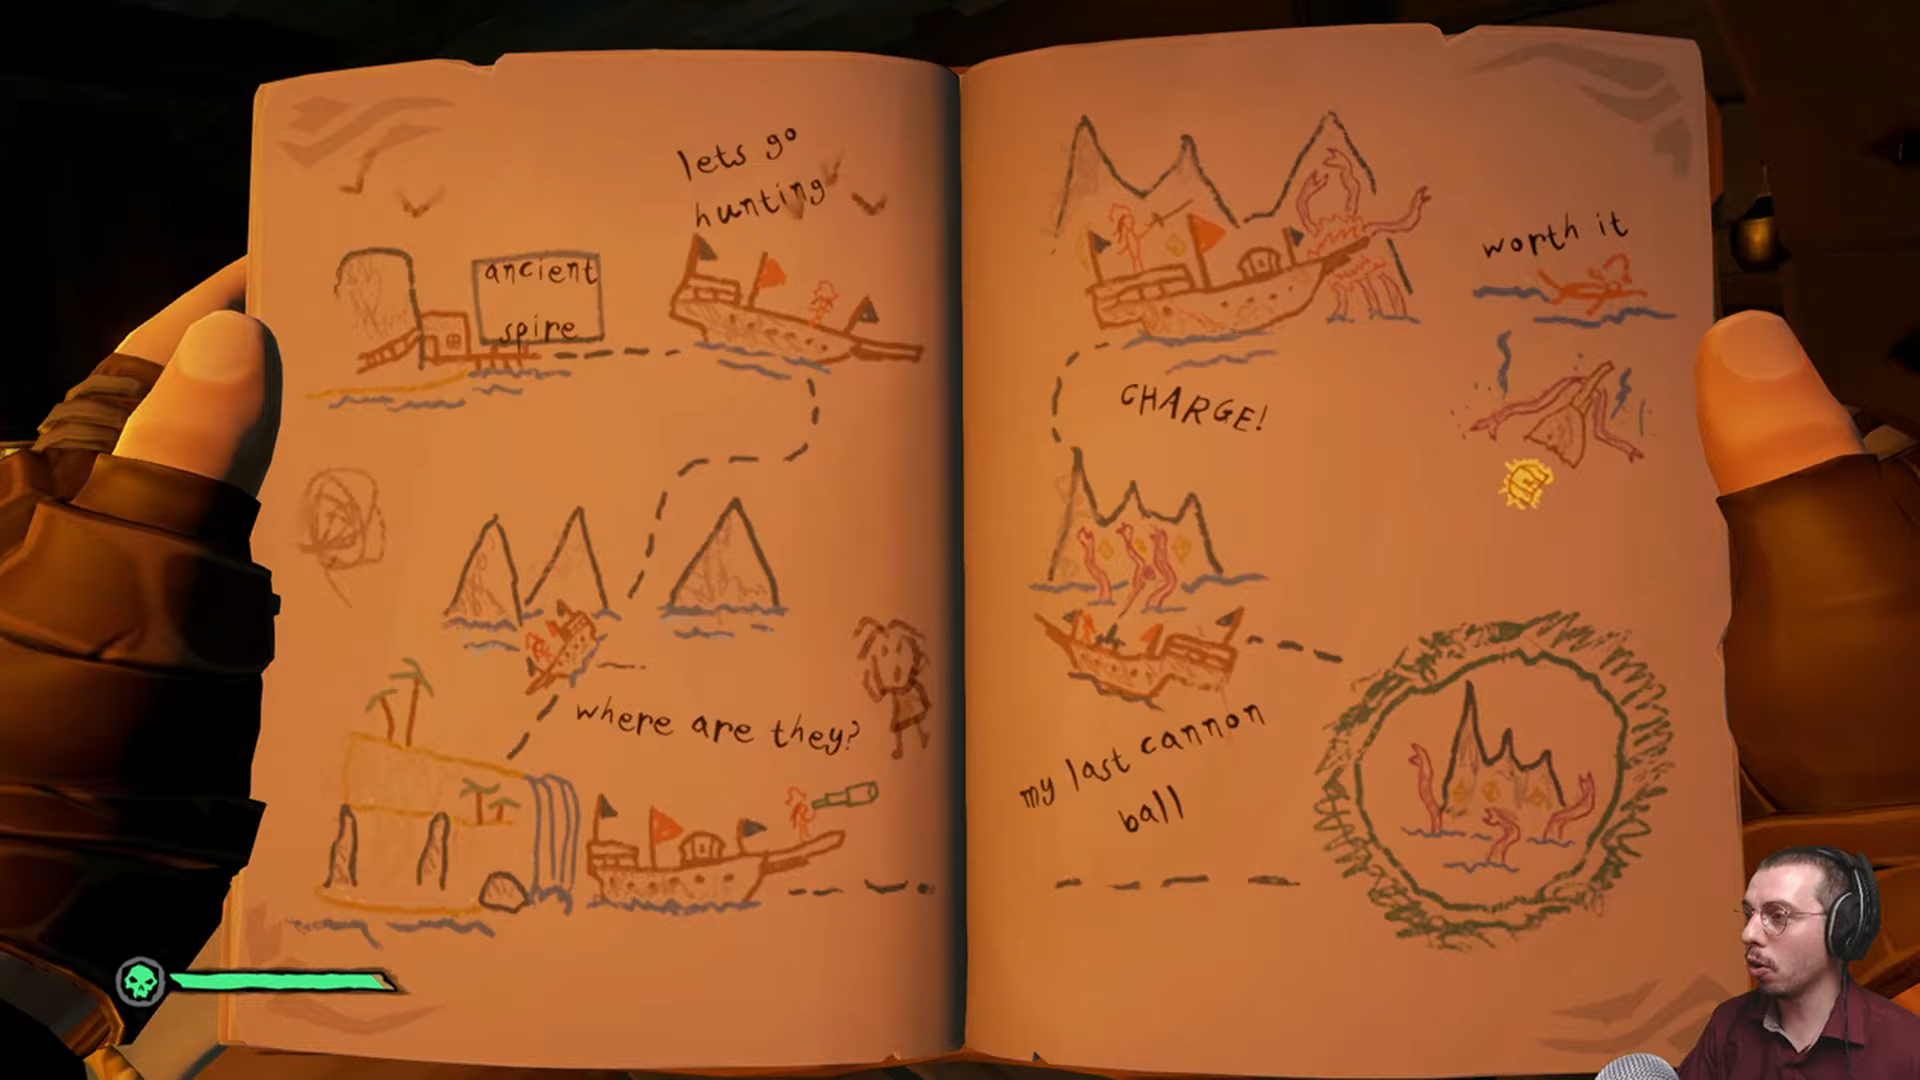 lets go
hunting
ancient
spire
where are they?
worth it
CHARGE!
my last cannon
ball